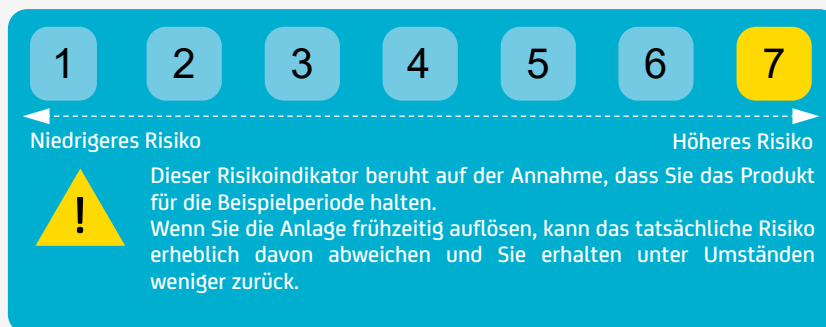 1 2 3 4 5 6 7
Niedrigeres Risiko Höheres Risiko
Dieser Risikoindikator beruht auf der Annahme, dass Sie das Produkt
für die Beispielperiode halten.
Wenn Sie die Anlage frühzeitig auflösen, kann das tatsächliche Risiko
erheblich davon abweichen und Sie erhalten unter Umständen
weniger zurück.
!